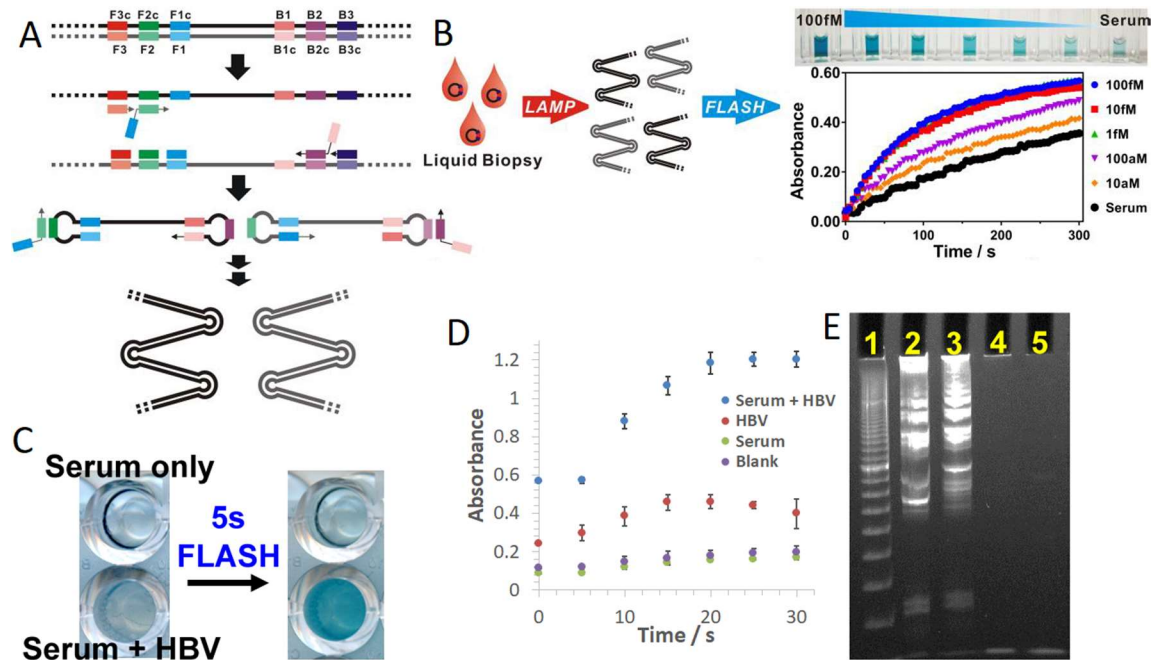 A
F3c F2c F1c B1 B2 B3
F3 F2 F1 B1c B2c B3c
B
Liquid Biopsy
LAMP
FLASH
100fM Serum
0.60
0.40
0.20
0.00
Absorbance
0 100 200 300
Time / s
100fM
10fM
1fM
100aM
10aM
Serum
C
Serum only
5s
FLASH
Serum + HBV
D
1.2
1
0.8
0.6
0.4
0.2
0
Absorbance
0 10 20 30
Time / s
Serum + HBV
HBV
Serum
Blank
E
1 2 3 4 5